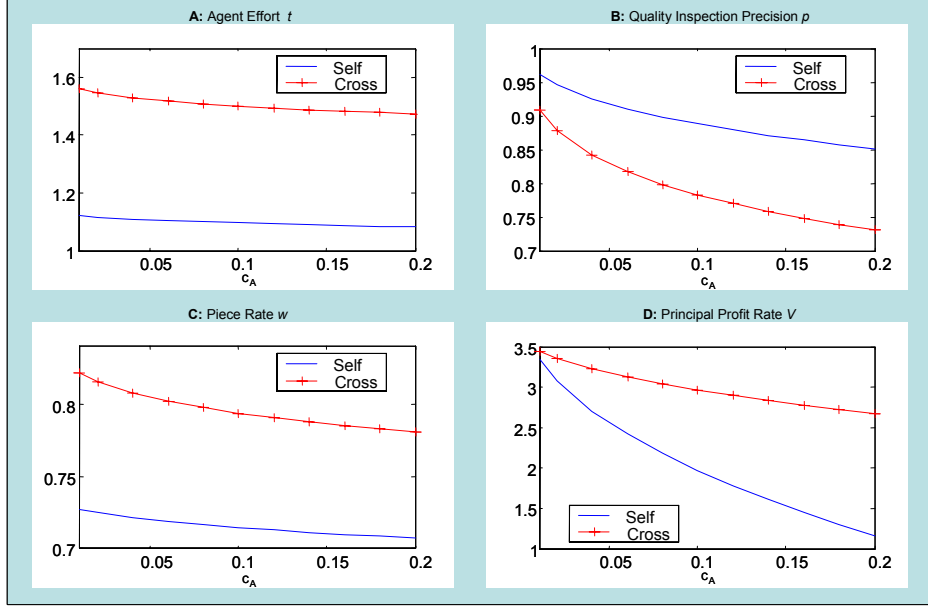 A: Agent Effort t
1.6
1.4
1.2
1
0.05
0.1
0.15
0.2
c_A
Self
Cross
B: Quality Inspection Precision p
1
0.95
0.9
0.85
0.8
0.75
0.7
0.05
0.1
0.15
0.2
c_A
Self
Cross
C: Piece Rate w
0.8
0.75
0.7
0.05
0.1
0.15
0.2
c_A
Self
Cross
D: Principal Profit Rate V
3.5
3
2.5
2
1.5
1
0.05
0.1
0.15
0.2
c_A
Self
Cross